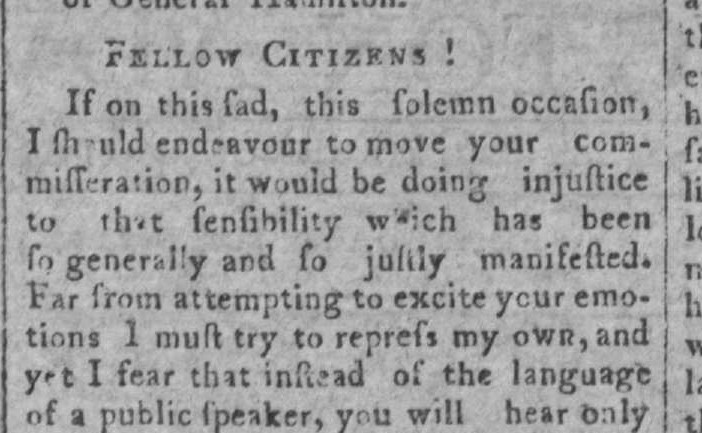 of General Hamilton.
FELLOW CITIZENS !
If on this ſad, this ſolemn occaſion,
I ſhould endeavour to move your com-
miſſeration, it would be doing injuſtice
to that ſenſibility which has been
ſo generally and ſo juſtly manifeſted.
Far from attempting to excite your emo-
tions I muſt try to repreſs my own, and
yet I fear that inſtead of the language
of a public ſpeaker, you will hear only